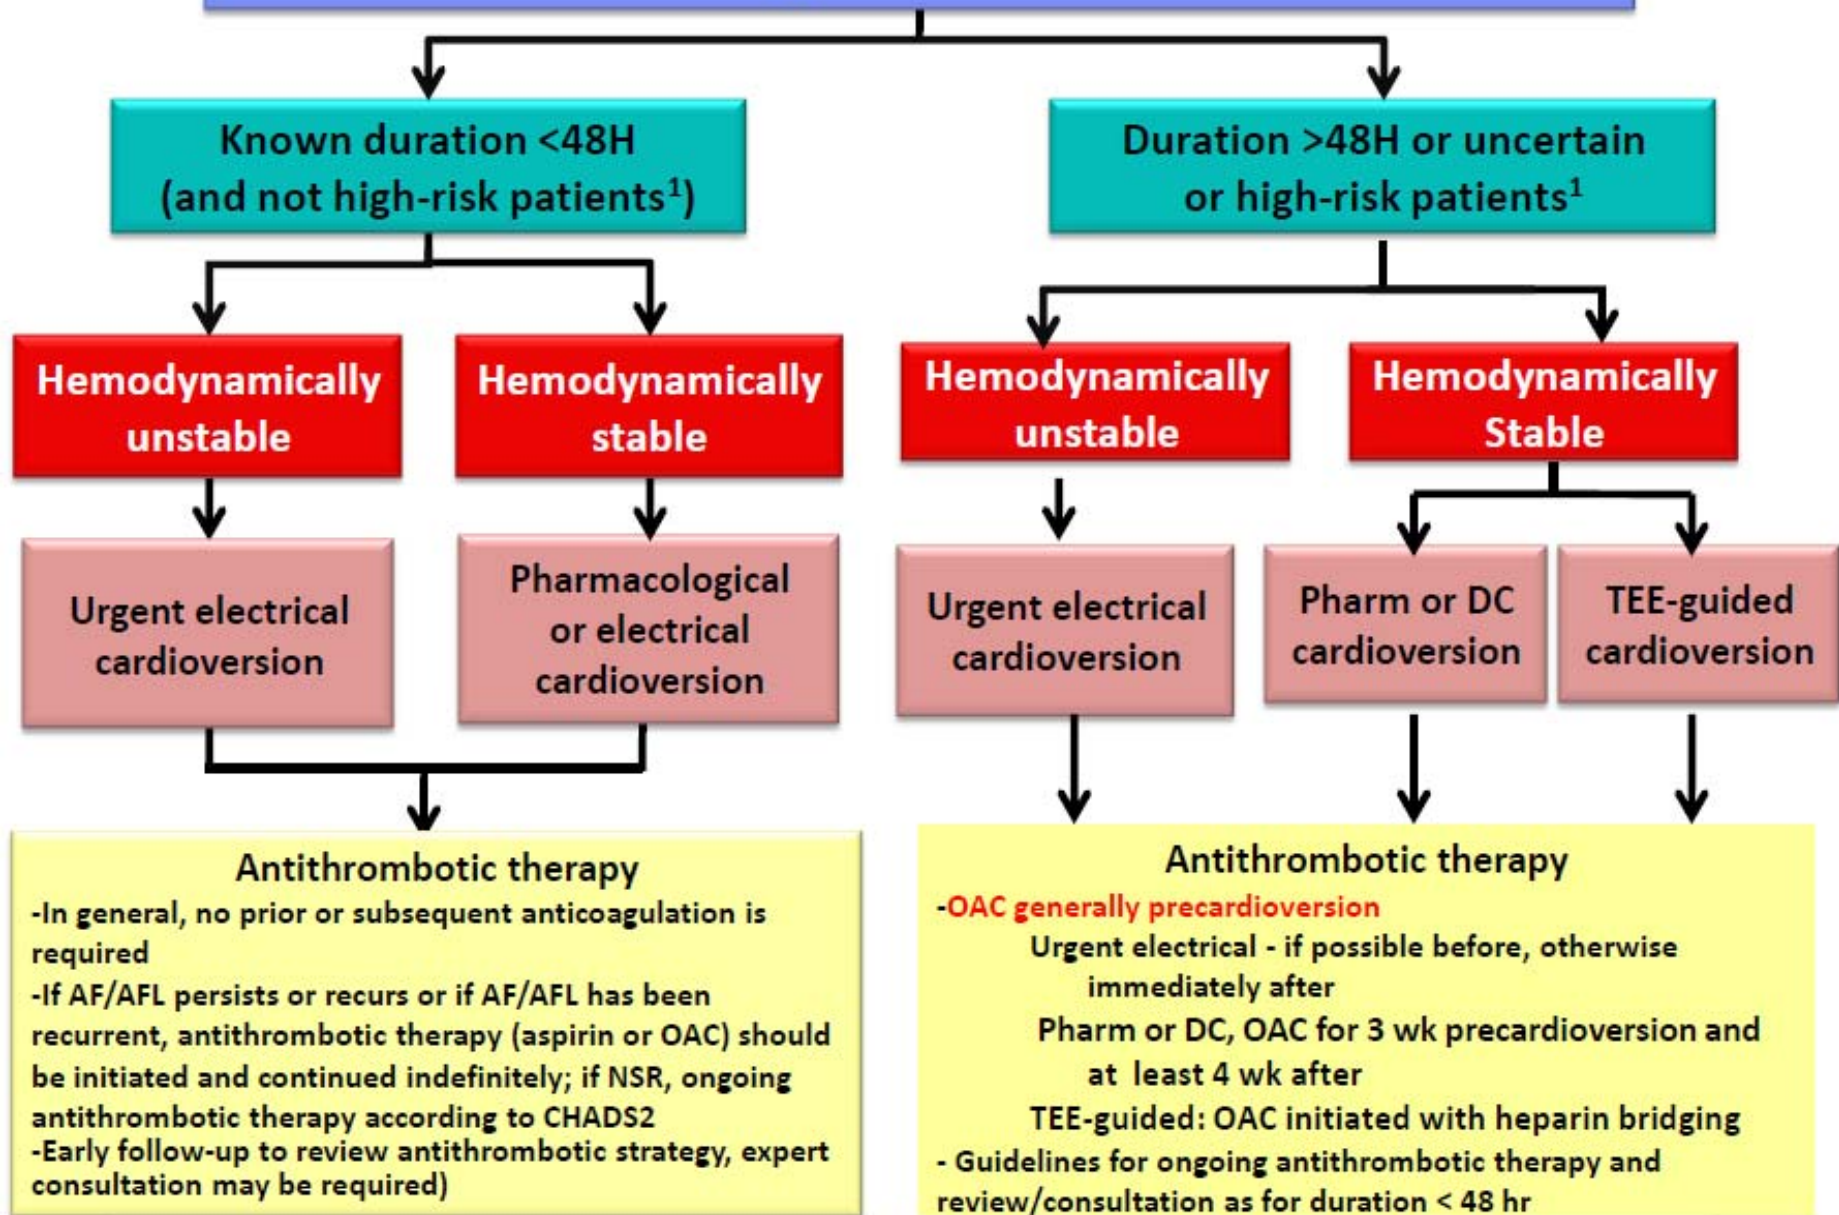 Known duration <48H
(and not high-risk patients¹)
Duration >48H or uncertain
or high-risk patients¹
Hemodynamically
unstable
Hemodynamically
stable
Hemodynamically
unstable
Hemodynamically
Stable
Urgent electrical
cardioversion
Pharmacological
or electrical
cardioversion
Urgent electrical
cardioversion
Pharm or DC
cardioversion
TEE-guided
cardioversion
Antithrombotic therapy
-In general, no prior or subsequent anticoagulation is
required
-If AF/AFL persists or recurs or if AF/AFL has been
recurrent, antithrombotic therapy (aspirin or OAC) should
be initiated and continued indefinitely; if NSR, ongoing
antithrombotic therapy according to CHADS2
-Early follow-up to review antithrombotic strategy, expert
consultation may be required)
Antithrombotic therapy
-OAC generally precardioversion
Urgent electrical - if possible before, otherwise
immediately after
Pharm or DC, OAC for 3 wk precardioversion and
at least 4 wk after
TEE-guided: OAC initiated with heparin bridging
- Guidelines for ongoing antithrombotic therapy and
review/consultation as for duration < 48 hr